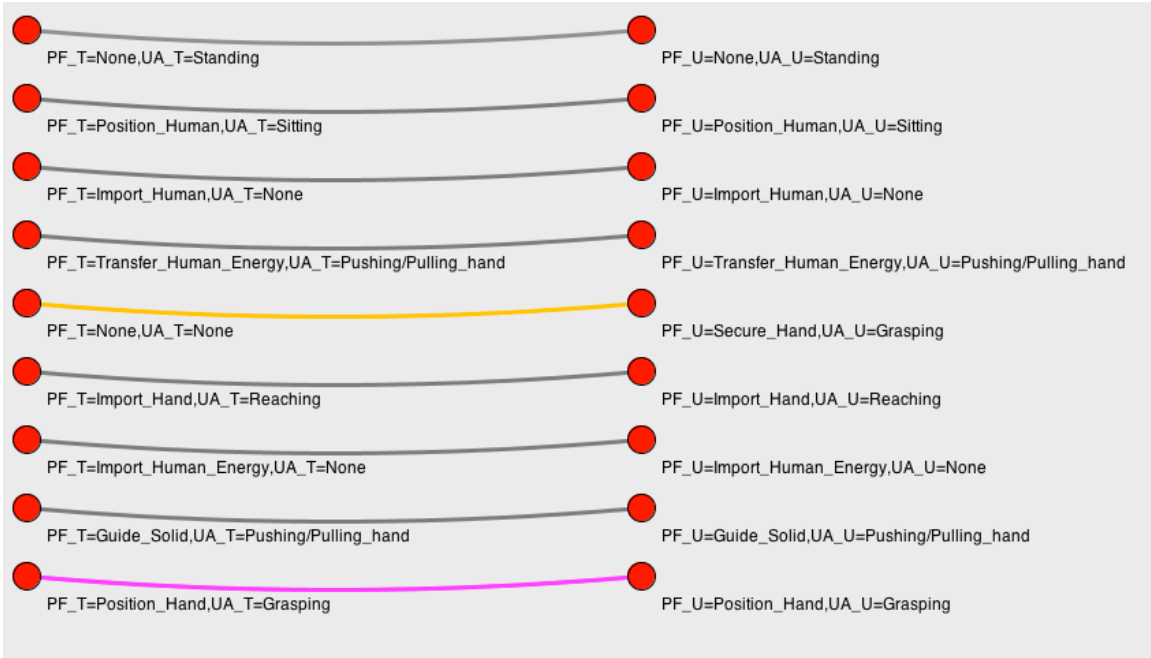 PF_T=None,UA_T=Standing
PF_U=None,UA_U=Standing
PF_T=Position_Human,UA_T=Sitting
PF_U=Position_Human,UA_U=Sitting
PF_T=Import_Human,UA_T=None
PF_U=Import_Human,UA_U=None
PF_T=Transfer_Human_Energy,UA_T=Pushing/Pulling_hand
PF_U=Transfer_Human_Energy,UA_U=Pushing/Pulling_hand
PF_T=None,UA_T=None
PF_U=Secure_Hand,UA_U=Grasping
PF_T=Import_Hand,UA_T=Reaching
PF_U=Import_Hand,UA_U=Reaching
PF_T=Import_Human_Energy,UA_T=None
PF_U=Import_Human_Energy,UA_U=None
PF_T=Guide_Solid,UA_T=Pushing/Pulling_hand
PF_U=Guide_Solid,UA_U=Pushing/Pulling_hand
PF_T=Position_Hand,UA_T=Grasping
PF_U=Position_Hand,UA_U=Grasping